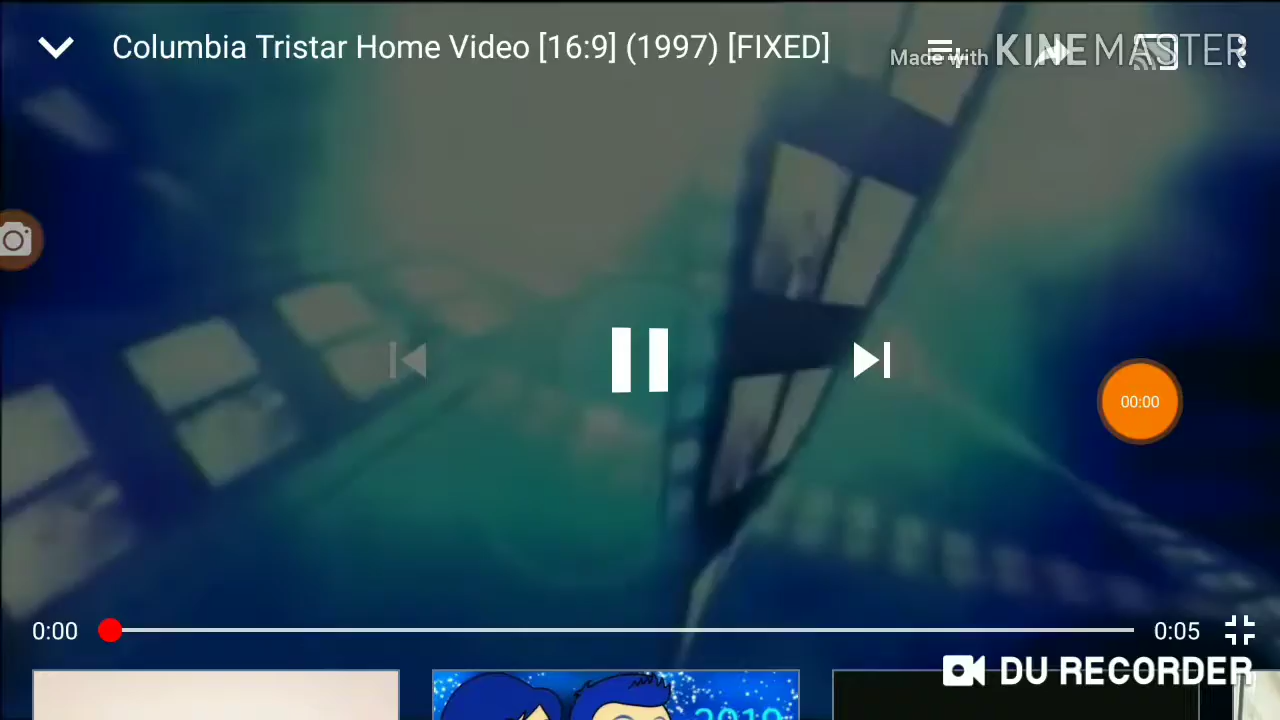 Columbia Tristar Home Video [16:9] (1997) [FIXED]
Made with KINEMASTER
00:00
0:00
0:05
DU RECORDER
2019